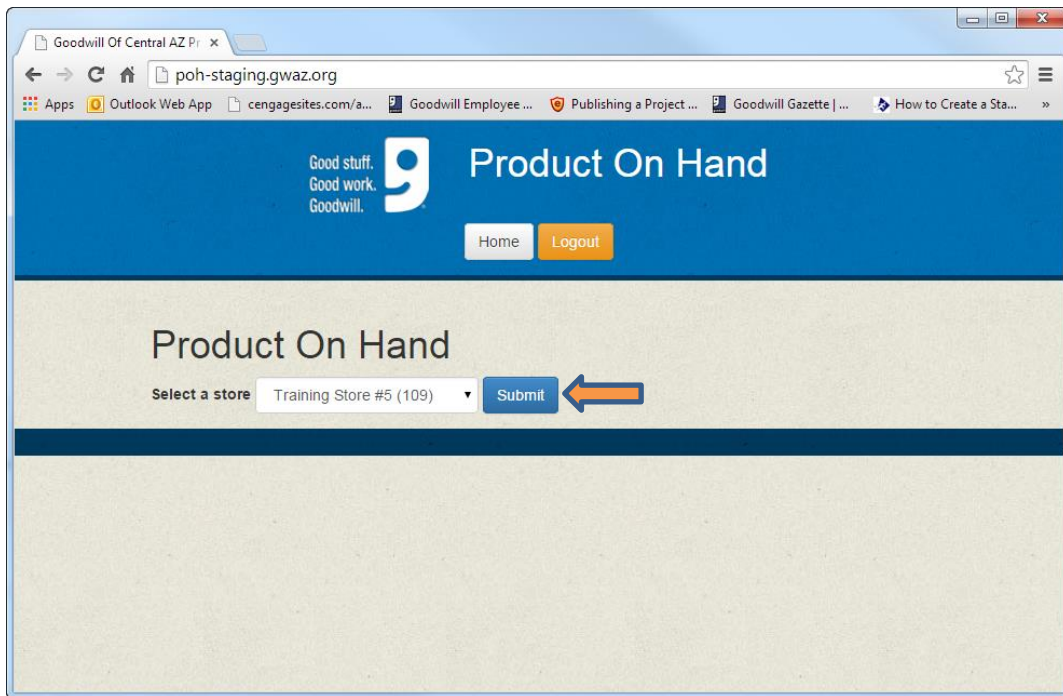 Goodwill Of Central AZ Pr
poh-staging.gwaz.org
Apps Outlook Web App cengagesites.com/a... Goodwill Employee ... Publishing a Project ... Goodwill Gazette | ... How to Create a Sta... »
Good stuff.
Good work.
Goodwill.
Product On Hand
Home Logout
Product On Hand
Select a store Training Store #5 (109) Submit